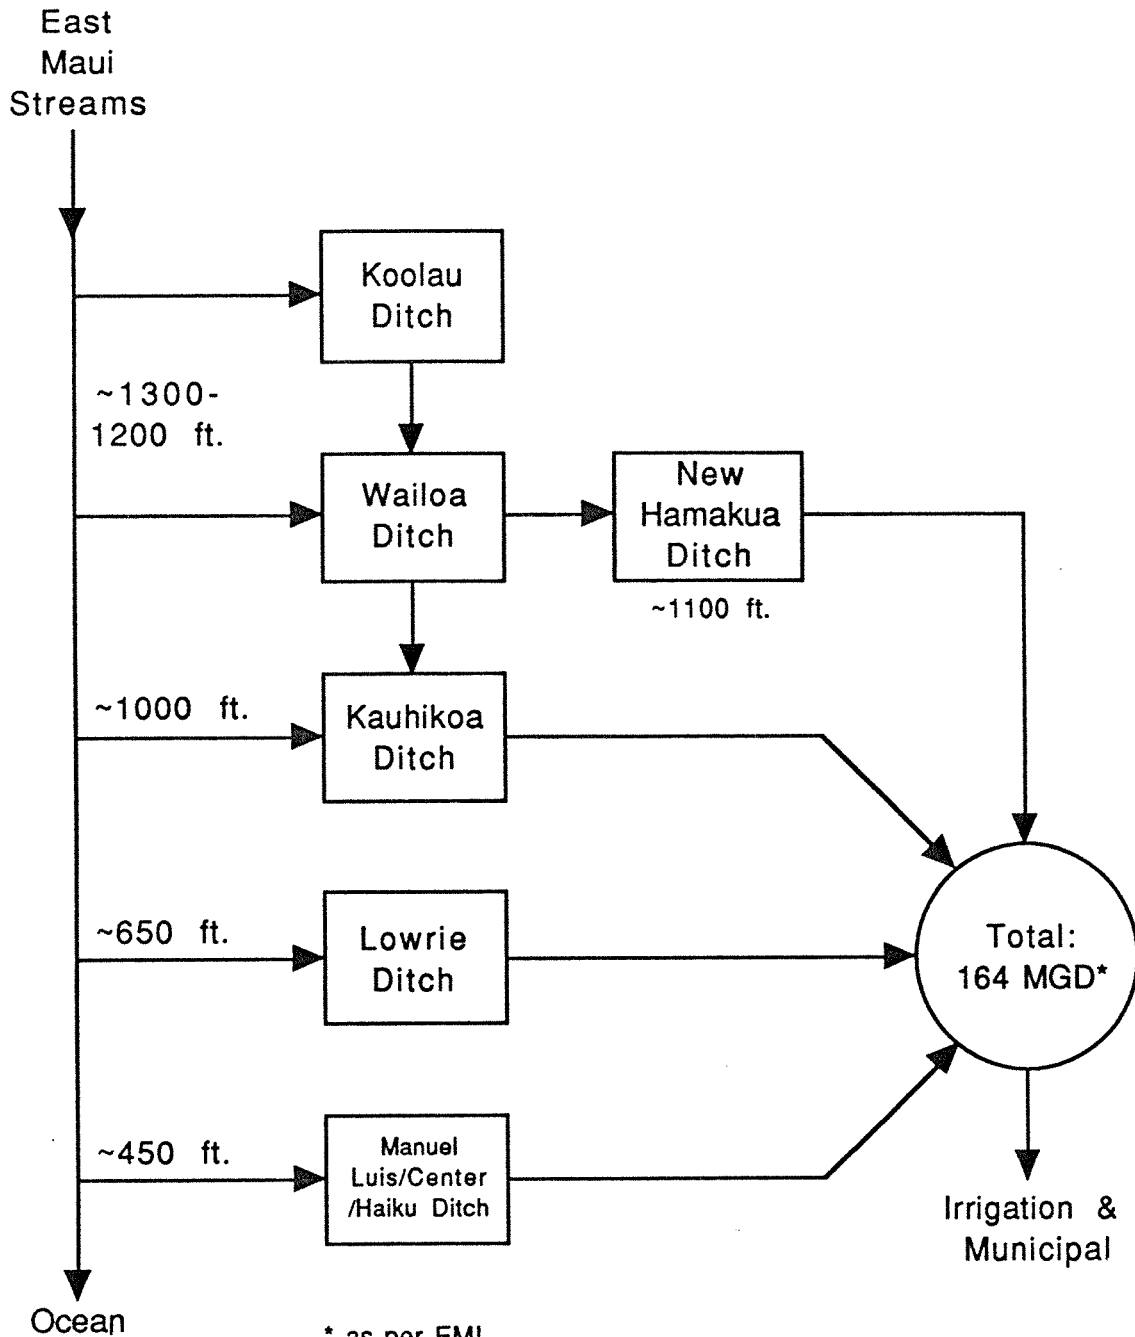 East
Maui
Streams
Koolau
Ditch
~1300-
1200 ft.
Wailoa
Ditch
New
Hamakua
Ditch
~1100 ft.
~1000 ft.
Kauhikoa
Ditch
~650 ft.
Lowrie
Ditch
Total:
164 MGD*
~450 ft.
Manuel
Luis/Center
/Haiku Ditch
Irrigation &
Municipal
Ocean
* as per EMI